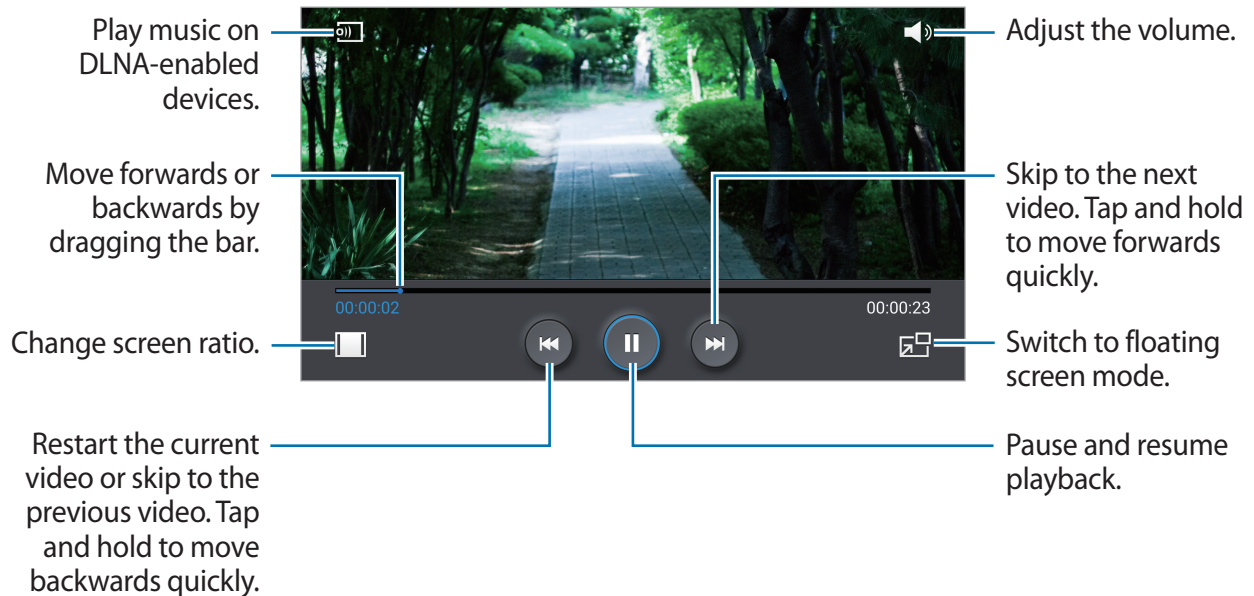 Play music on
DLNA-enabled
devices.
Adjust the volume.
Move forwards or
backwards by
dragging the bar.
Skip to the next
video. Tap and hold
to move forwards
quickly.
00:00:02
00:00:23
Change screen ratio.
Switch to floating
screen mode.
Restart the current
video or skip to the
previous video. Tap
and hold to move
backwards quickly.
Pause and resume
playback.